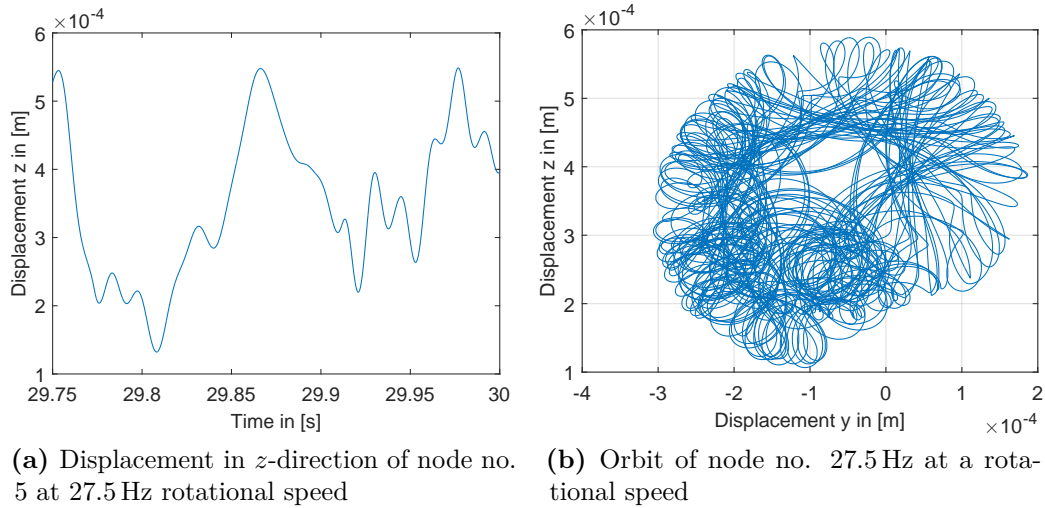 ×10⁻⁴
6
5
4
3
2
1
Displacement z in [m]
29.75 29.8 29.85 29.9 29.95 30
Time in [s]
(a) Displacement in z-direction of node no.
5 at 27.5 Hz rotational speed
×10⁻⁴
6
5
4
3
2
1
Displacement z in [m]
-4 -3 -2 -1 0 1 2
Displacement y in [m]
×10⁻⁴
(b) Orbit of node no. 27.5 Hz at a rota-
tional speed